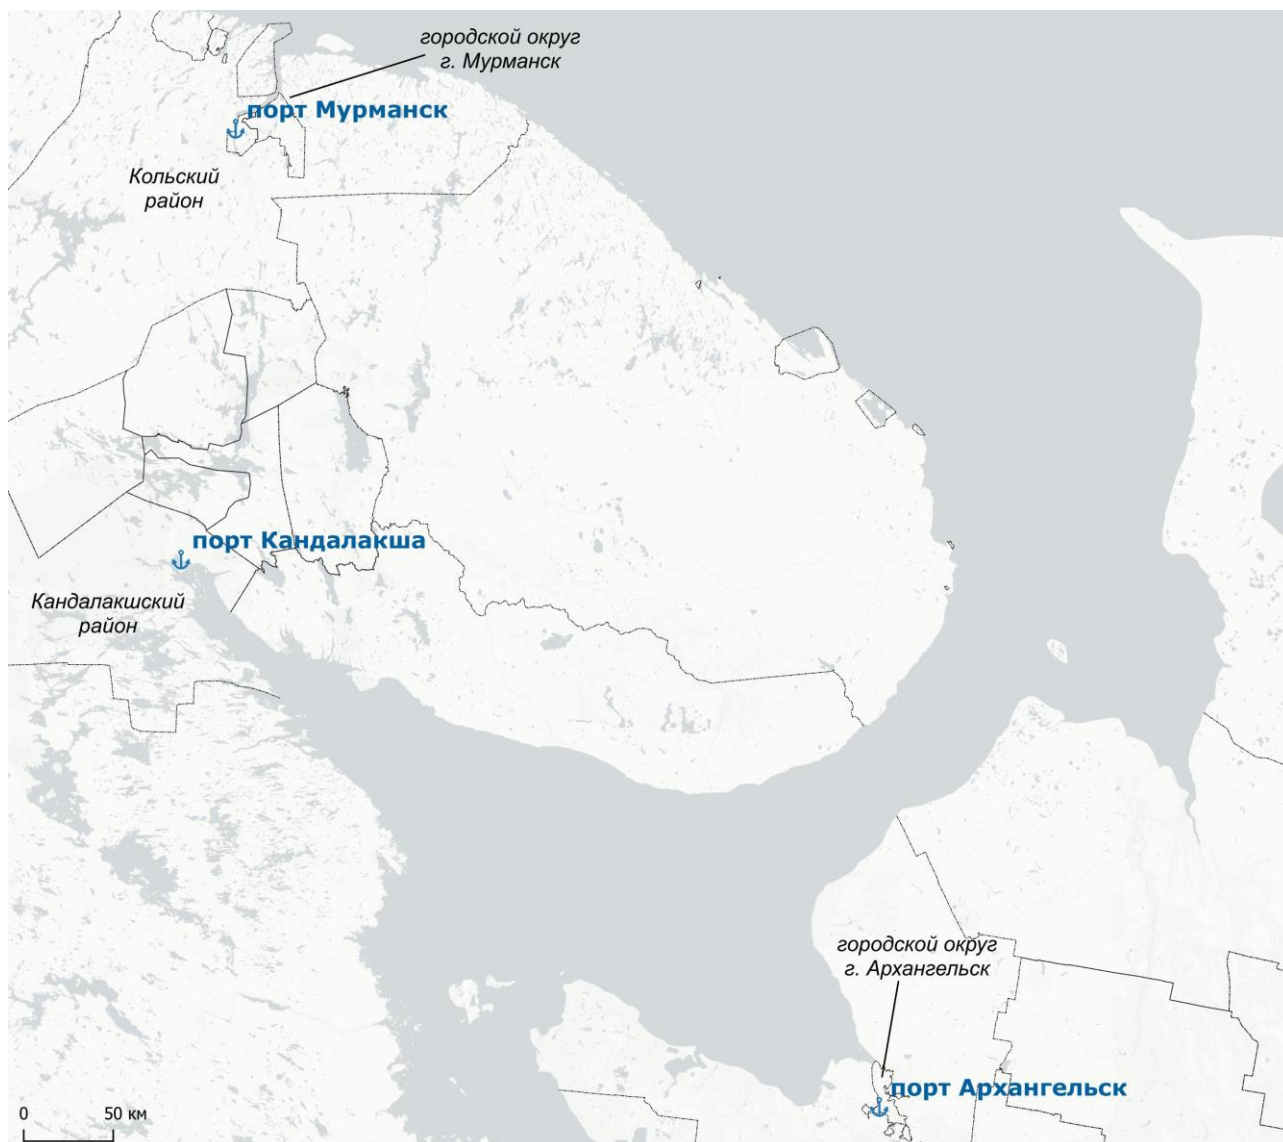 городской округ
г. Мурманск
порт Мурманск
Кольский
район
порт Кандалакша
Кандалакшский
район
городской округ
г. Архангельск
порт Архангельск
0 50 км